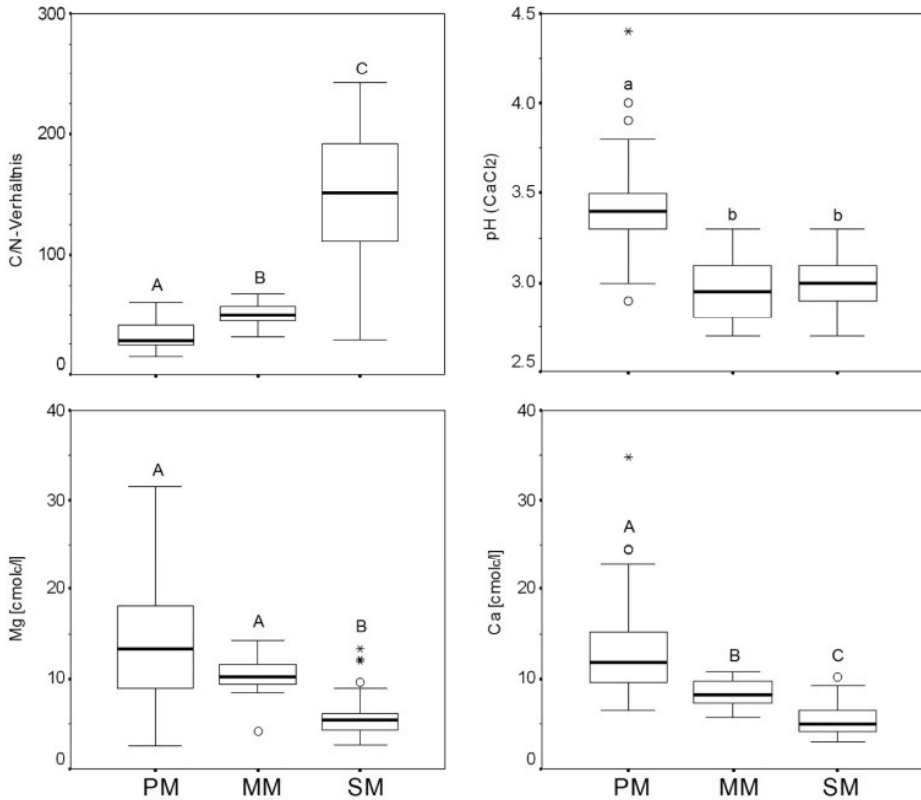 300
200
100
0
C/N-Verhältnis
A
B
C
4.5
4.0
3.5
3.0
2.5
pH (CaCl2)
a
b
b
40
30
20
10
0
Mg [cmolc/l]
A
A
B
PM MM SM
40
30
20
10
0
Ca [cmolc/l]
A
B
C
PM MM SM